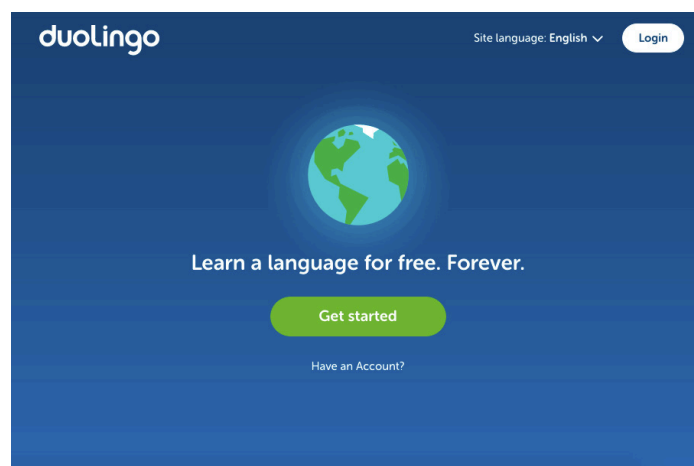 duolingo
Site language: English
Login
Learn a language for free. Forever.
Get started
Have an Account?